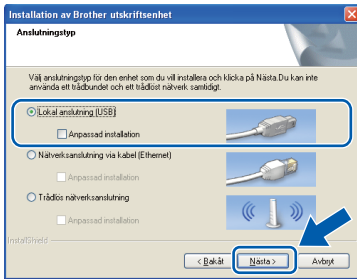 Installation av Brother utskriftsenhet
Anslutningstyp
Välj anslutningstyp för den enhet som du vill installera och klicka på Nästa.Du kan inte
använda ett trådbundet och ett trådlöst nätverk samtidigt.
Lokal anslutning (USB)
Anpassad installation
Nätverksanslutning via kabel (Ethernet)
Anpassad installation
Trådlös nätverksanslutning
Anpassad installation
InstallShield
< Bakåt
Nästa >
Avbryt